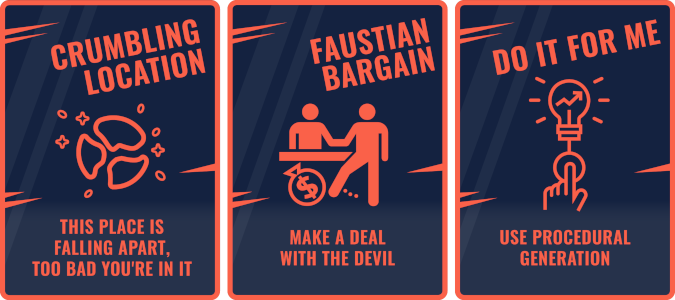 CRUMBLING
LOCATION
THIS PLACE IS
FALLING APART,
TOO BAD YOU'RE IN IT
FAUSTIAN
BARGAIN
$
MAKE A DEAL
WITH THE DEVIL
DO IT FOR ME
USE PROCEDURAL
GENERATION